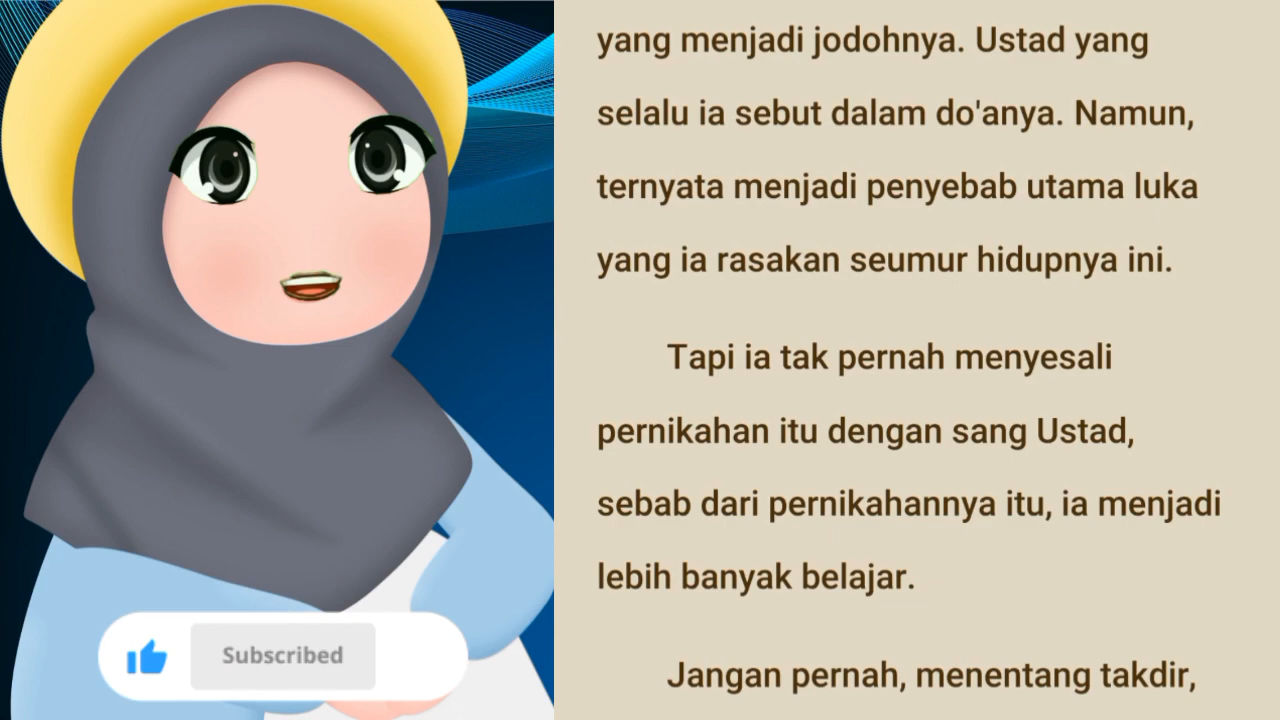 yang menjadi jodohnya. Ustad yang
selalu ia sebut dalam do'anya. Namun,
ternyata menjadi penyebab utama luka
yang ia rasakan seumur hidupnya ini.
Tapi ia tak pernah menyesali
pernikahan itu dengan sang Ustad,
sebab dari pernikahannya itu, ia menjadi
lebih banyak belajar.
Jangan pernah, menentang takdir,
Subscribed